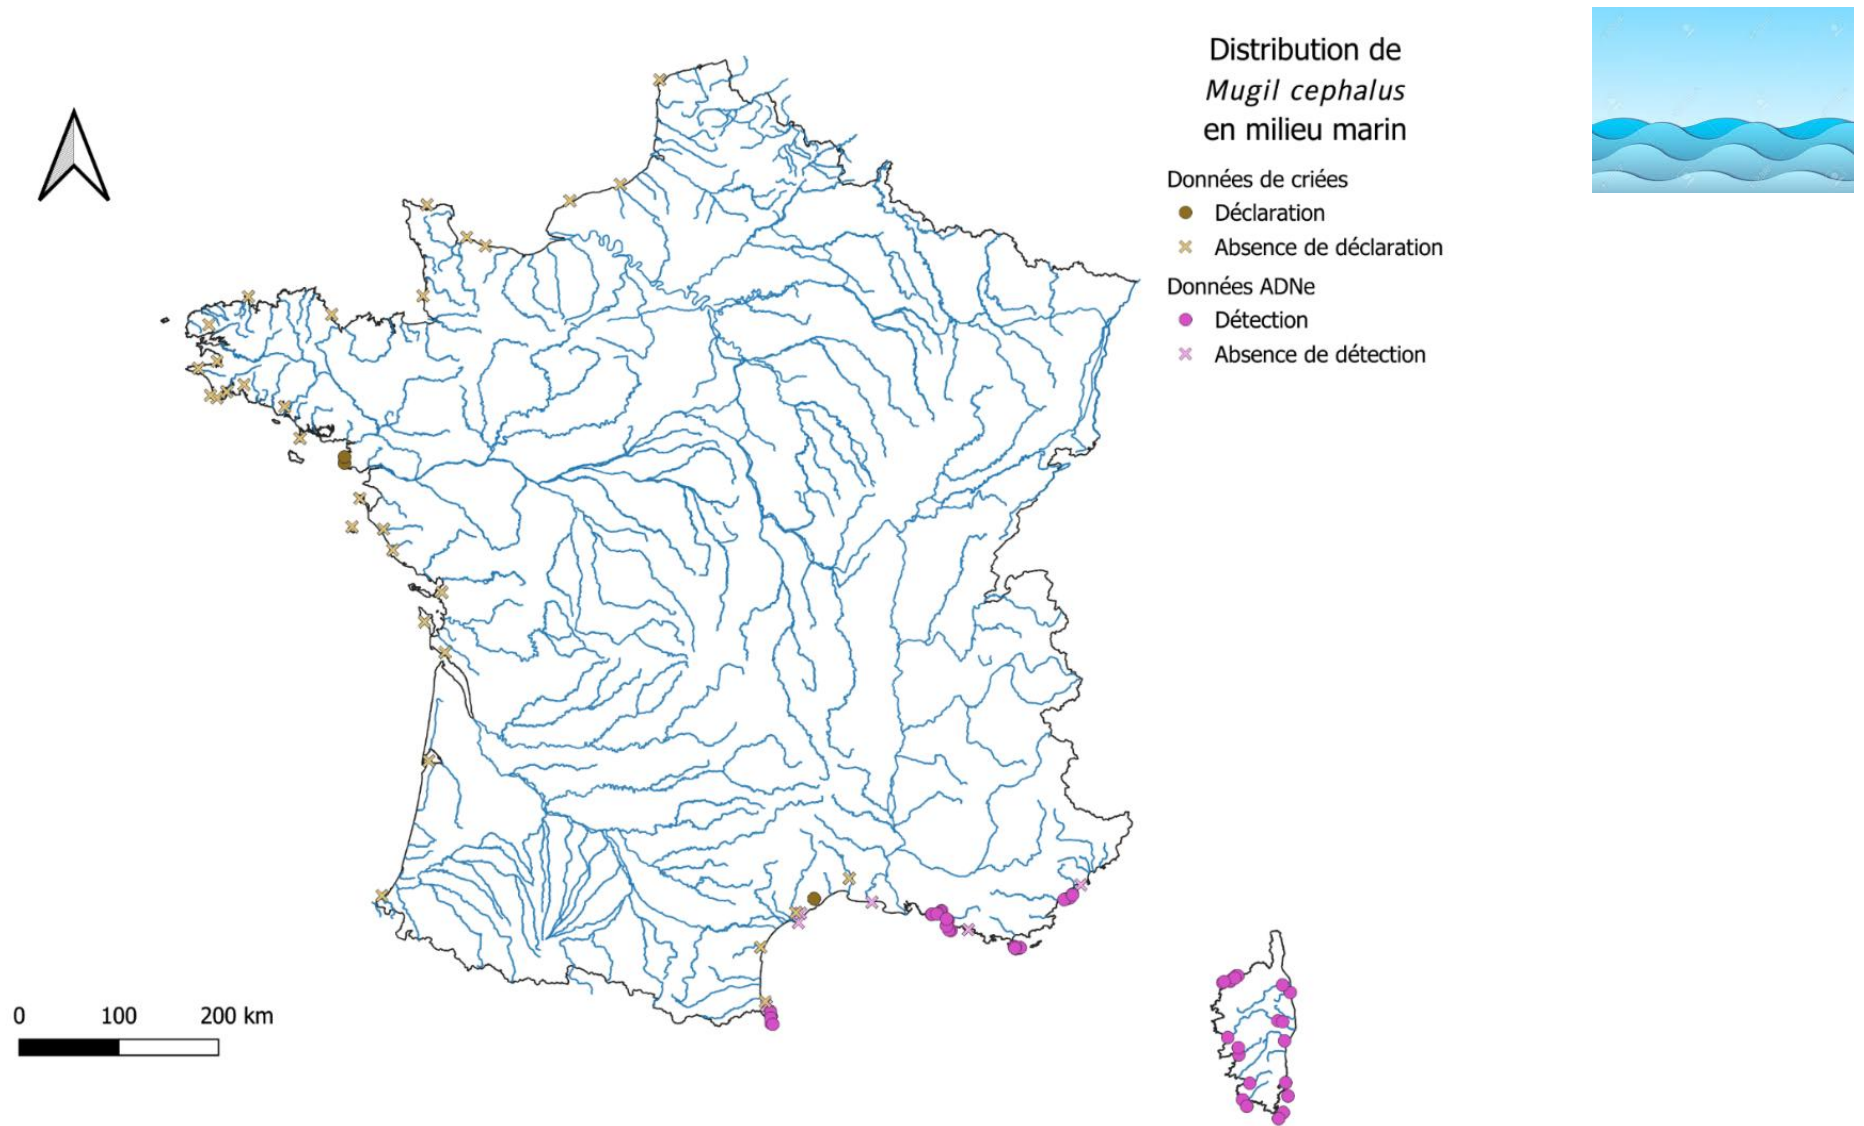 Distribution de
Mugil cephalus
en milieu marin
Données de criées
Déclaration
Absence de déclaration
Données ADNe
Détection
Absence de détection
0 100 200 km